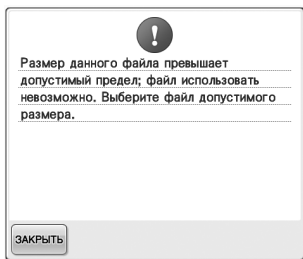 Размер данного файла превышает
допустимый предел; файл использовать
невозможно. Выберите файл допустимого
размера.
ЗАКРЫТЬ